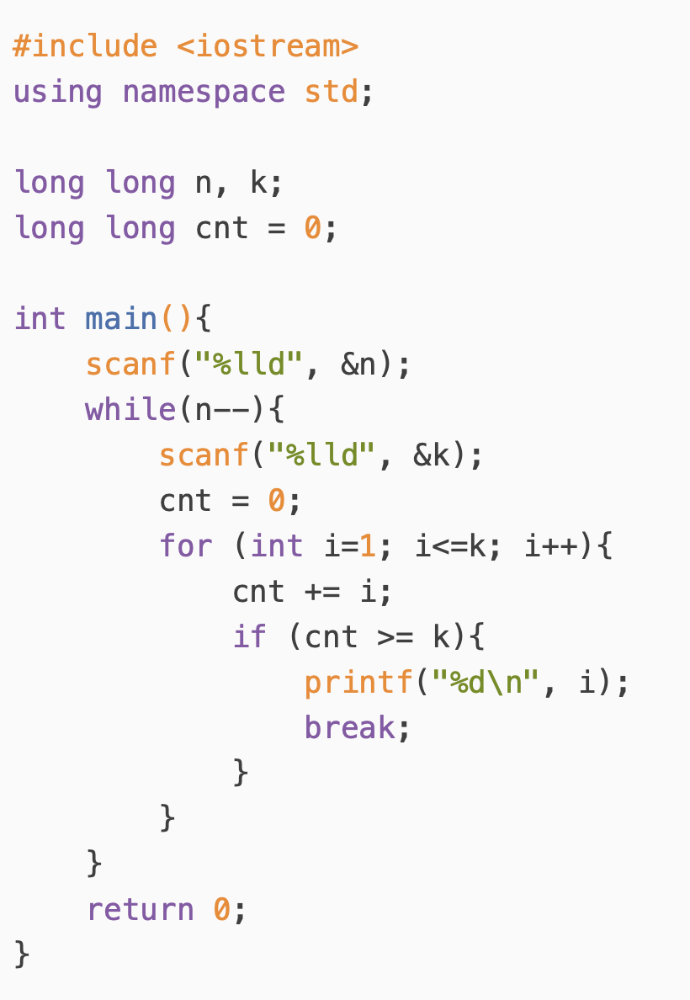 #include <iostream>
using namespace std;
long long n, k;
long long cnt = 0;
int main(){
    scanf("%lld", &n);
    while(n--){
        scanf("%lld", &k);
        cnt = 0;
        for (int i=1; i<=k; i++){
            cnt += i;
            if (cnt >= k){
                printf("%d\n", i);
                break;
            }
        }
    }
    return 0;
}